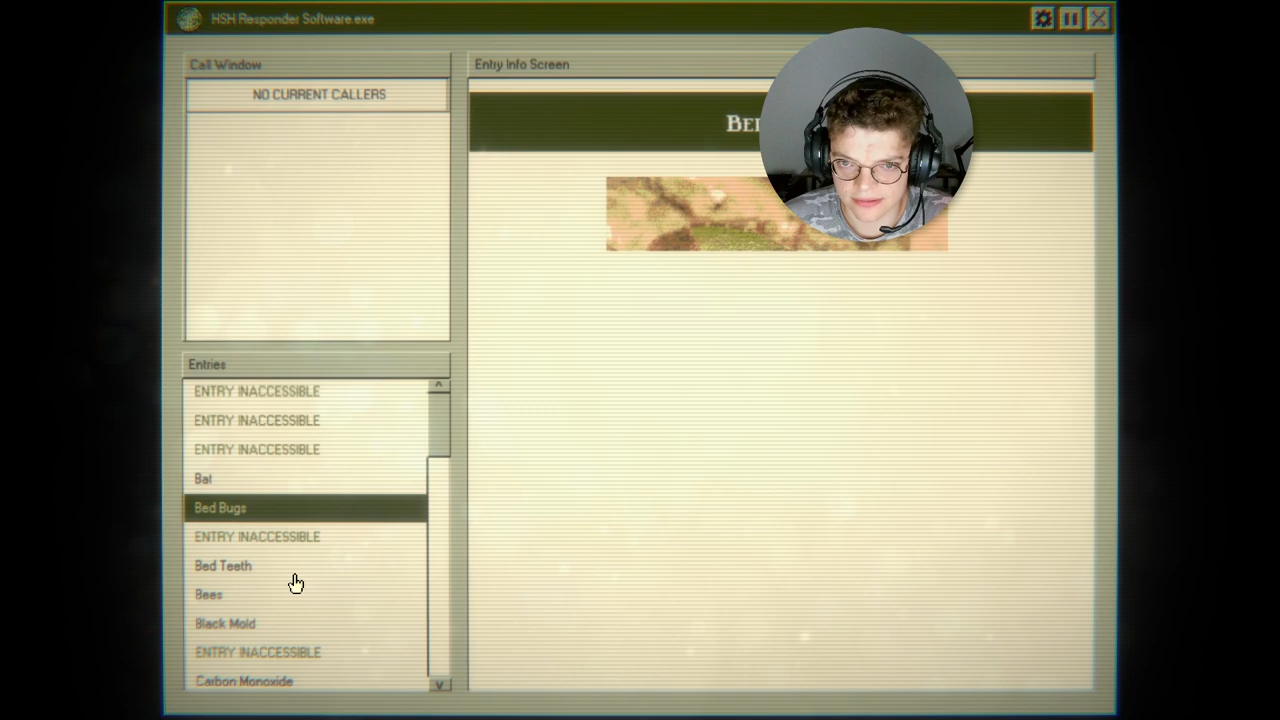 HSH Responder Software.exe
Call Window
NO CURRENT CALLERS
Entry Info Screen
Entries
ENTRY INACCESSIBLE
ENTRY INACCESSIBLE
ENTRY INACCESSIBLE
Bat
Bed Bugs
ENTRY INACCESSIBLE
Bed Teeth
Bees
Black Mold
ENTRY INACCESSIBLE
Carbon Monoxide